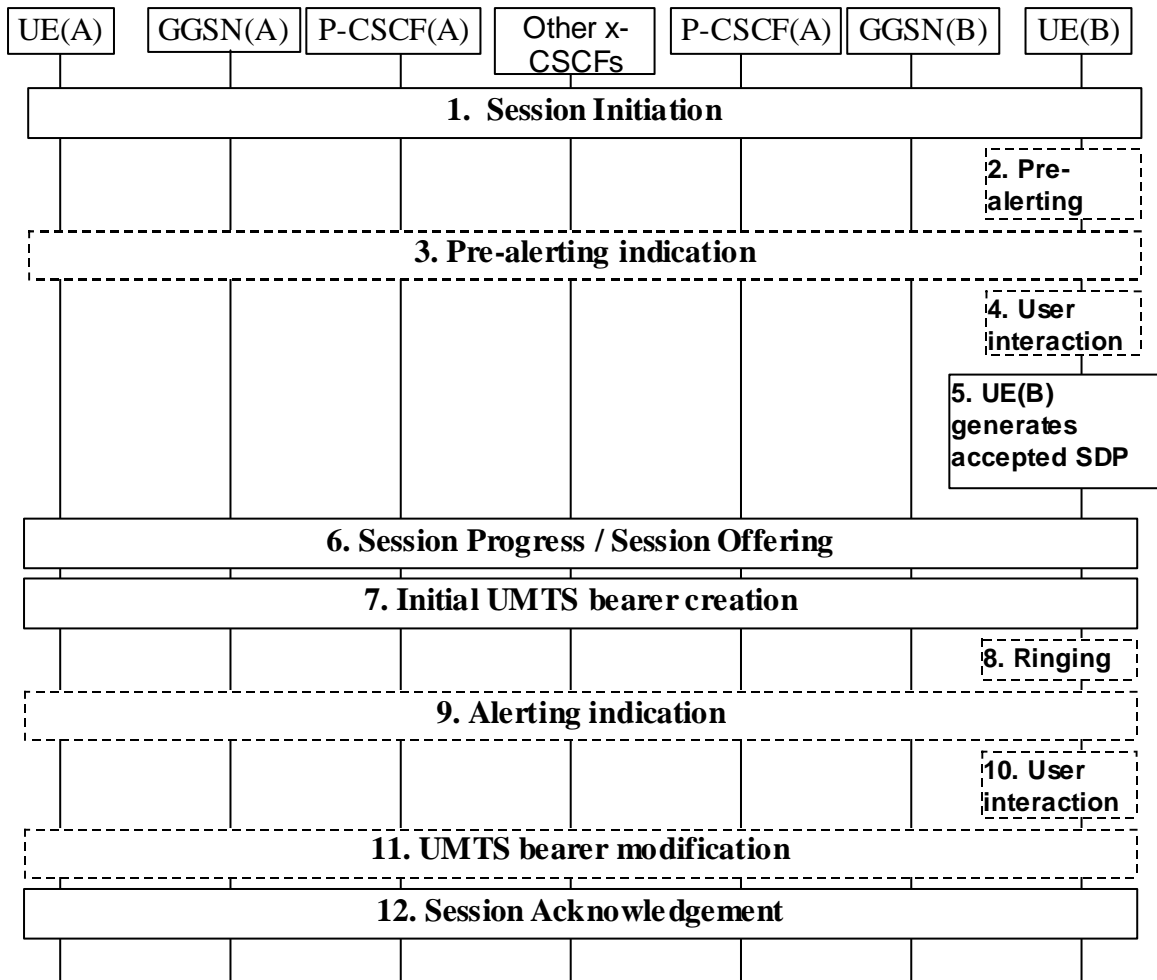 UE(A) GGSN(A) P-CSCF(A) Other x- P-CSCF(A) GGSN(B) UE(B)
CSCFs
1. Session Initiation
2. Pre-
alerting
3. Pre-alerting indication
4. User
interaction
5. UE(B)
generates
accepted SDP
6. Session Progress / Session Offering
7. Initial UMTS bearer creation
8. Ringing
9. Alerting indication
10. User
interaction
11. UMTS bearer modification
12. Session Acknowledgement